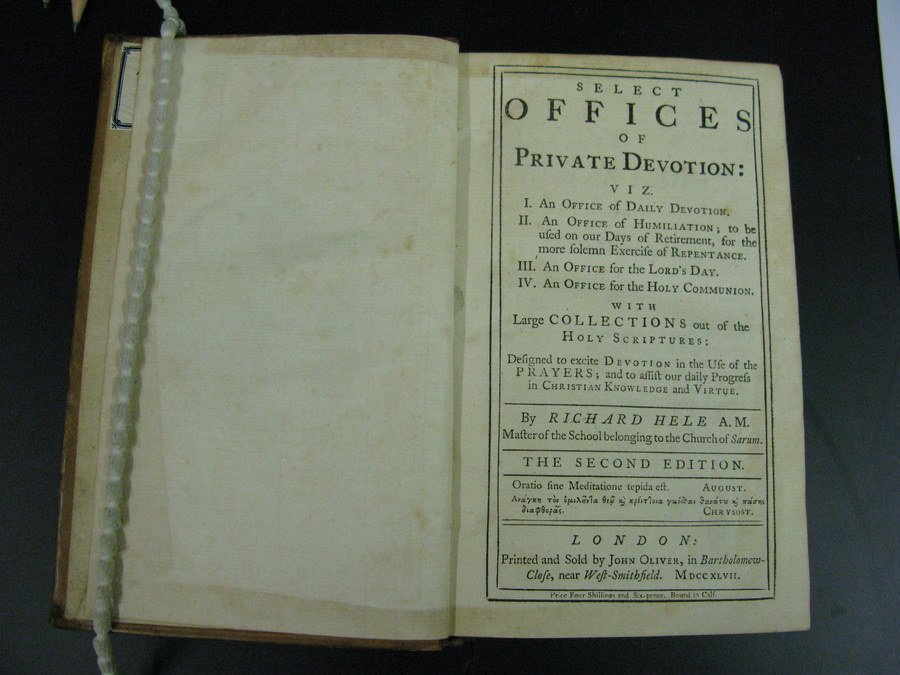 SELECT
OFFICES
OF
PRIVATE DEVOTION:
VIZ.
I. An OFFICE of DAILY DEVOTION.
II. An OFFICE of HUMILIATION; to be
uſed on our Days of Retirement, for the
more ſolemn Exerciſe of REPENTANCE.
III. An OFFICE for the LORD'S DAY.
IV. An OFFICE for the HOLY COMMUNION.
WITH
Large COLLECTIONS out of the
HOLY SCRIPTURES:
Deſigned to excite DEVOTION in the Uſe of the
PRAYERS; and to aſſiſt our daily Progreſs
in CHRISTIAN KNOWLEDGE and VIRTUE.
By RICHARD HELE A.M.
Maſter of the School belonging to the Church of Sarum.
THE SECOND EDITION.
Oratio ſine Meditatione tepida eſt. AUGUST.
θεῷ
διαφθορᾶς. CHRYSOST.
LONDON:
Printed and Sold by JOHN OLIVER, in Bartholomew-
Cloſe, near Weſt-Smithfield. MDCCXLVII.
Price Four Shillings and Six-pence. Bound in Calf.